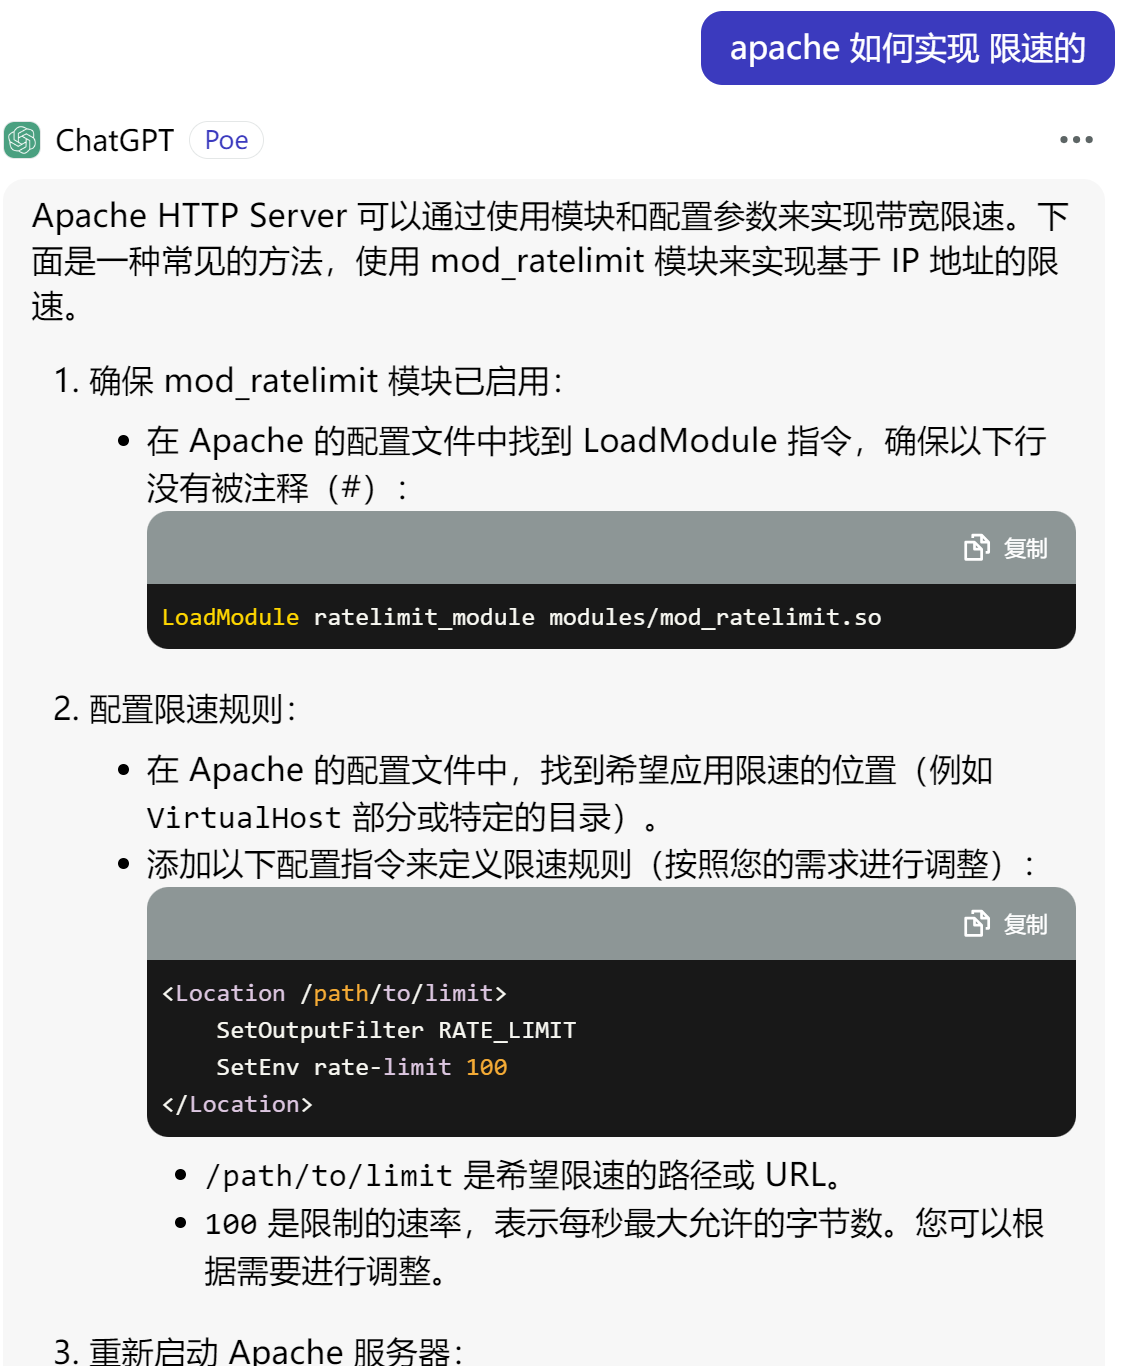 apache 如何实现 限速的
ChatGPT Poe
Apache HTTP Server 可以通过使用模块和配置参数来实现带宽限速。下
面是一种常见的方法，使用 mod_ratelimit 模块来实现基于 IP 地址的限
速。
1. 确保 mod_ratelimit 模块已启用：
• 在 Apache 的配置文件中找到 LoadModule 指令，确保以下行
没有被注释（#）：
复制
LoadModule ratelimit_module modules/mod_ratelimit.so
2. 配置限速规则：
• 在 Apache 的配置文件中，找到希望应用限速的位置（例如
VirtualHost 部分或特定的目录）。
• 添加以下配置指令来定义限速规则（按照您的需求进行调整）：
复制
<Location /path/to/limit>
    SetOutputFilter RATE_LIMIT
    SetEnv rate-limit 100
</Location>
• /path/to/limit 是希望限速的路径或 URL。
• 100 是限制的速率，表示每秒最大允许的字节数。您可以根
据需要进行调整。
3. 重新启动 Apache 服务器：